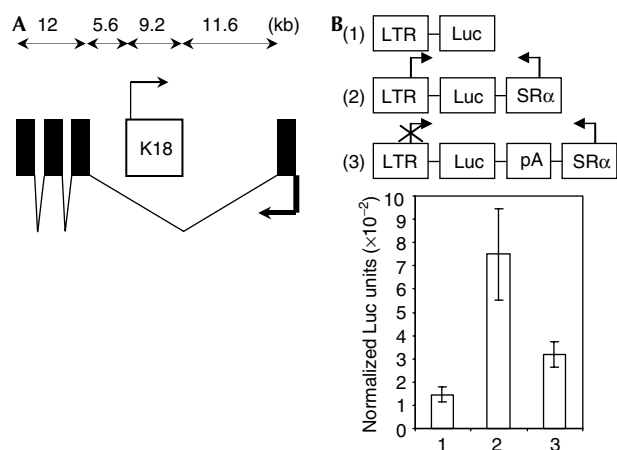 A
12 5.6 9.2 11.6 (kb)
K18
B
(1) LTR Luc
(2) LTR Luc SRα
(3) LTR Luc pA SRα
Normalized Luc units (×10⁻²)
10
9
8
7
6
5
4
3
2
1
0
1 2 3